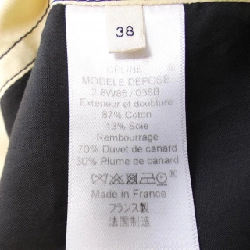 38
CELINE
MODELE DEPOSE
2-8W85 / 036B
Exterieur et doublure
87% Coton
13% Soie
Rembourrage
70% Duvet de canard
30% Plume de canard
Made in France
フランス製
法国制造